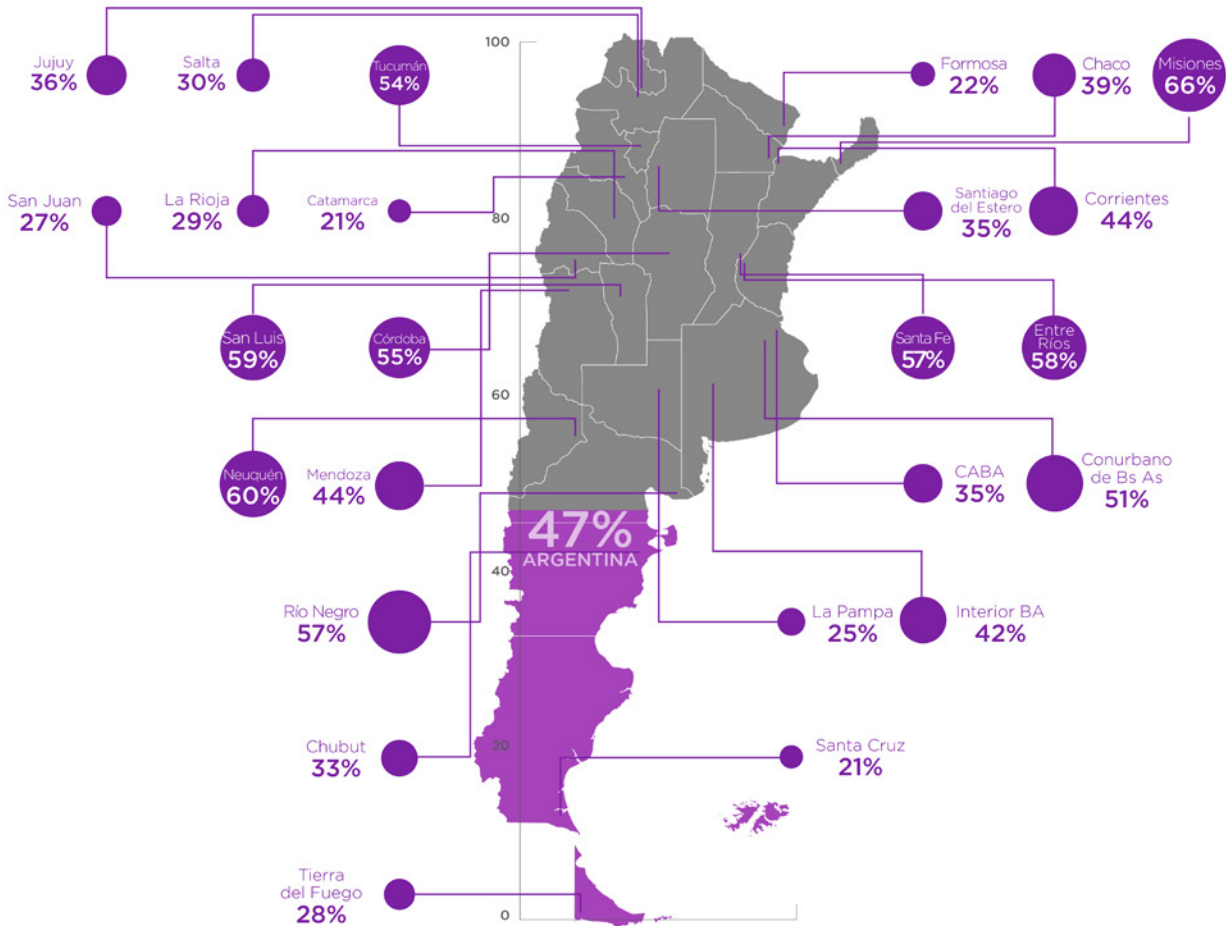 100
Jujuy
36%
Salta
30%
Tucumán
54%
Formosa
22%
Chaco
39%
Misiones
66%
San Juan
27%
La Rioja
29%
Catamarca
21%
80
Santiago
del Estero
35%
Corrientes
44%
San Luis
59%
Córdoba
55%
Santa Fe
57%
Entre
Ríos
58%
60
Neuquén
60%
Mendoza
44%
CABA
35%
Conurbano
de Bs As
51%
47%
ARGENTINA
40
Río Negro
57%
La Pampa
25%
Interior BA
42%
Chubut
33%
20
Santa Cruz
21%
Tierra
del Fuego
28%
0